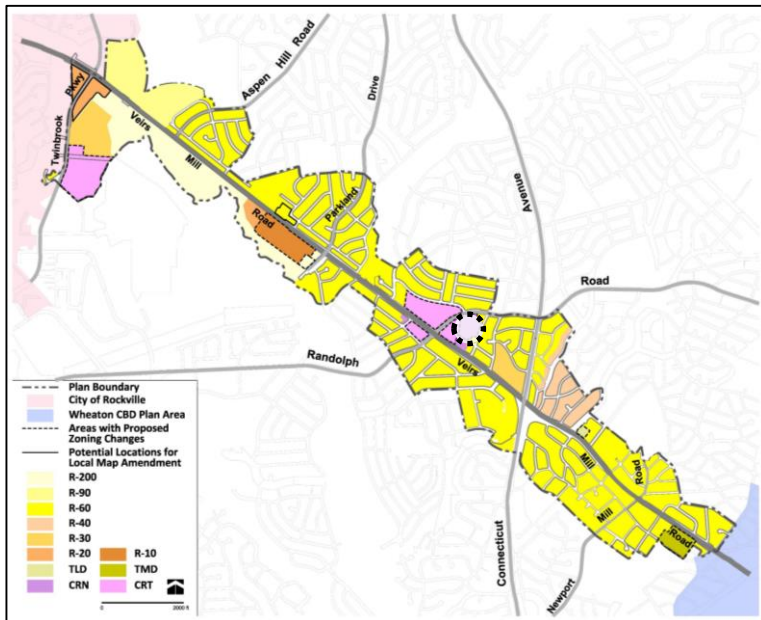 Aspen Hill Road
Pkwy
Drive
Veirs
Twinbrook
Mill
Parkland
Avenue
Road
Road
Randolph
Veirs
Plan Boundary
City of Rockville
Wheaton CBD Plan Area
Areas with Proposed
Zoning Changes
Potential Locations for
Local Map Amendment
R-200
R-90
R-60
R-40
R-30
R-20 R-10
TLD TMD
CRN CRT
0 2000 ft
Mill
Road
Mill
Road
Connecticut
Newport